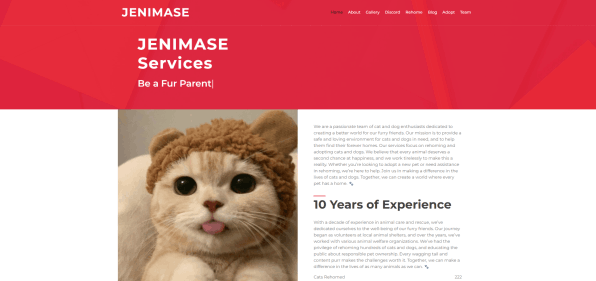 JENIMASE
Home About Gallery Discord Rehome Blog Adopt Team
JENIMASE
Services
Be a Fur Parent|
We are a passionate team of cat and dog enthusiasts dedicated to
creating a better world for our furry friends. Our mission is to provide a
safe and loving environment for cats and dogs in need, and to help
them find their forever homes. Our services focus on rehoming and
adopting cats and dogs. We believe that every animal deserves a
second chance at happiness, and we work tirelessly to make this a
reality. Whether you're looking to adopt a new pet or need assistance
in rehoming, we're here to help. Join us in making a difference in the
lives of cats and dogs. Together, we can create a world where every
pet has a home. 🐾
10 Years of Experience
With a decade of experience in animal care and rescue, we've
dedicated ourselves to the well-being of our furry friends. Our journey
began as volunteers at local animal shelters, and over the years, we've
worked with various animal welfare organizations. We've had the
privilege of rehoming hundreds of cats and dogs, and educating the
public about responsible pet ownership. Every wagging tail and
content purr makes the challenges worth it. Together, we can make a
difference in the lives of as many animals as we can. 🐾
Cats Rehomed 222